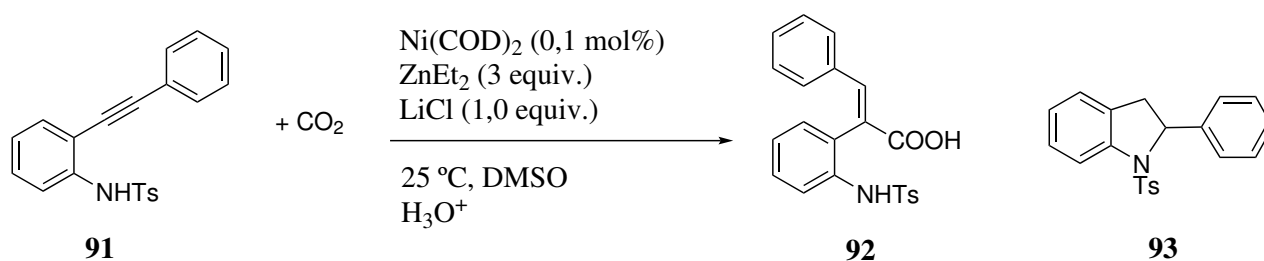 + CO₂
NHTs
91
Ni(COD)₂ (0,1 mol%)
ZnEt₂ (3 equiv.)
LiCl (1,0 equiv.)
25 ºC, DMSO
H₃O⁺
COOH
NHTs
92
N
Ts
93